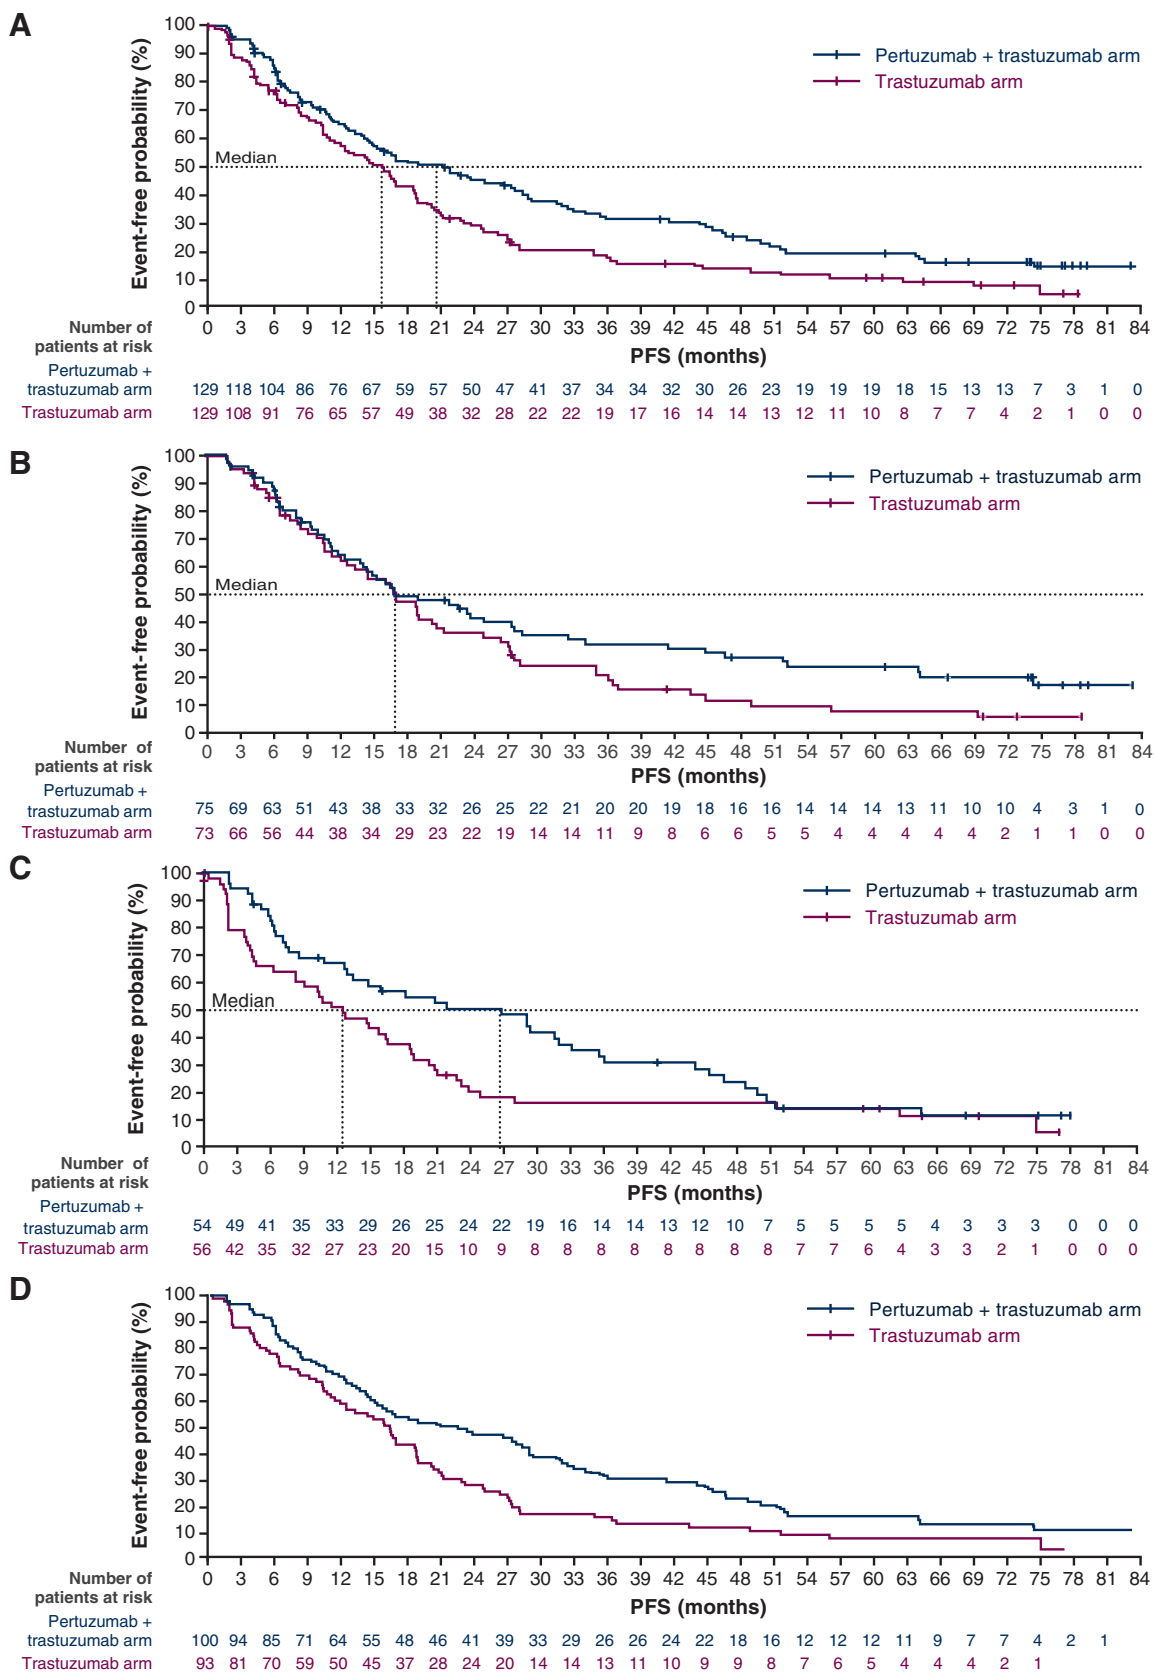 A
Event-free probability (%)
100
90
80
70
60
50
40
30
20
10
0
Median
Pertuzumab + trastuzumab arm
Trastuzumab arm
0 3 6 9 12 15 18 21 24 27 30 33 36 39 42 45 48 51 54 57 60 63 66 69 72 75 78 81 84
PFS (months)
Number of
patients at risk
Pertuzumab +
trastuzumab arm 129 118 104 86 76 67 59 57 50 47 41 37 34 34 32 30 26 23 19 19 19 18 15 13 13 7 3 1 0
Trastuzumab arm 129 108 91 76 65 57 49 38 32 28 22 22 19 17 16 14 14 13 12 11 10 8 7 7 4 2 1 0 0
B
Event-free probability (%)
100
90
80
70
60
50
40
30
20
10
0
Median
Pertuzumab + trastuzumab arm
Trastuzumab arm
0 3 6 9 12 15 18 21 24 27 30 33 36 39 42 45 48 51 54 57 60 63 66 69 72 75 78 81 84
PFS (months)
Number of
patients at risk
Pertuzumab +
trastuzumab arm 75 69 63 51 43 38 33 32 26 25 22 21 20 20 19 18 16 16 14 14 14 13 11 10 10 4 3 1 0
Trastuzumab arm 73 66 56 44 38 34 29 23 22 19 14 14 11 9 8 6 6 5 5 4 4 4 4 4 2 1 1 0 0
C
Event-free probability (%)
100
90
80
70
60
50
40
30
20
10
0
Median
Pertuzumab + trastuzumab arm
Trastuzumab arm
0 3 6 9 12 15 18 21 24 27 30 33 36 39 42 45 48 51 54 57 60 63 66 69 72 75 78 81 84
PFS (months)
Number of
patients at risk
Pertuzumab +
trastuzumab arm 54 49 41 35 33 29 26 25 24 22 19 16 14 14 13 12 10 7 5 5 5 5 4 3 3 3 0 0 0
Trastuzumab arm 56 42 35 32 27 23 20 15 10 9 8 8 8 8 8 8 8 8 7 7 6 4 3 3 2 1 0 0 0
D
Event-free probability (%)
100
90
80
70
60
50
40
30
20
10
0
Pertuzumab + trastuzumab arm
Trastuzumab arm
0 3 6 9 12 15 18 21 24 27 30 33 36 39 42 45 48 51 54 57 60 63 66 69 72 75 78 81 84
PFS (months)
Number of
patients at risk
Pertuzumab +
trastuzumab arm 100 94 85 71 64 55 48 46 41 39 33 29 26 26 24 22 18 16 12 12 12 11 9 7 7 4 2 1
Trastuzumab arm 93 81 70 59 50 45 37 28 24 20 14 14 13 11 10 9 9 8 7 6 5 4 4 4 2 1